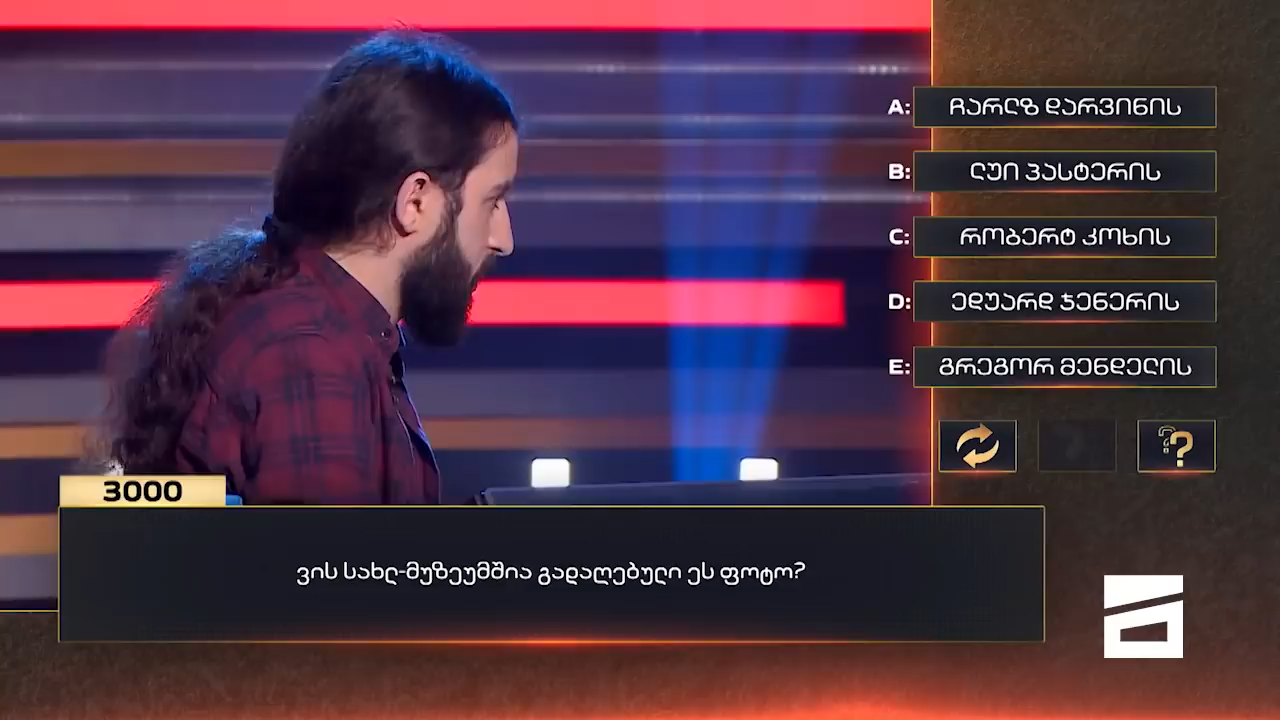 A: ჩარლზ დარვინის
B: ლუი პასტერის
C: რობერტ კოხის
D: ედუარდ ჯენერის
E: გრეგორ მენდელის
3000
ვის სახლ-მუზეუმშია გადაღებული ეს ფოტო?